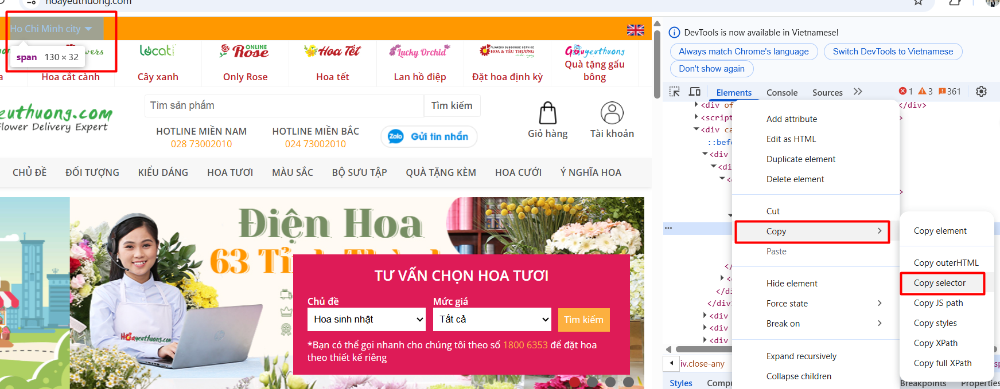 hoayeuthuong.com
Ho Chi Minh city
span 130 × 32
wers
Locat
ONLINE
Rose
Hoa Tết
Lucky Orchid
FLOWERS SUBSCRIBE SERVICE
HOA & YÊU THƯƠNG
Gấuyeuthuong
a
Hoa cắt cành
Cây xanh
Only Rose
Hoa tết
Lan hồ điệp
Đặt hoa định kỳ
Quà tặng gấu
bông
euthuong.com
Flower Delivery Expert
Tìm sản phẩm
Tìm kiếm
HOTLINE MIỀN NAM
028 73002010
HOTLINE MIỀN BẮC
024 73002010
Zalo Gửi tin nhắn
Giỏ hàng
Tài khoản
CHỦ ĐỀ ĐỐI TƯỢNG KIỂU DÁNG HOA TƯƠI MÀU SẮC BỘ SƯU TẬP QUÀ TẶNG KÈM HOA CƯỚI Ý NGHĨA HOA
Điện Hoa
63 Tỉnh Thành
Hoayeuthuong.com
TƯ VẤN CHỌN HOA TƯƠI
Chủ đề Mức giá
Hoa sinh nhật Tất cả Tìm kiếm
*Bạn có thể gọi nhanh cho chúng tôi theo số 1800 6353 để đặt hoa
theo thiết kế riêng
DevTools is now available in Vietnamese!
Always match Chrome's language
Switch DevTools to Vietnamese
Don't show again
Elements Console Sources 1 3 361
<div of </div>
<script >
<div ca
::befo
<div
<di
<
>
</
<
</di
</div
<div
<div
<div
iv.close-any
sp
Styles Compu Breakpoints Properties
Add attribute
Edit as HTML
Duplicate element
Delete element
Cut
Copy
Paste
Hide element
Force state
Break on
Expand recursively
Collapse children
Copy element
Copy outerHTML
Copy selector
Copy JS path
Copy styles
Copy XPath
Copy full XPath